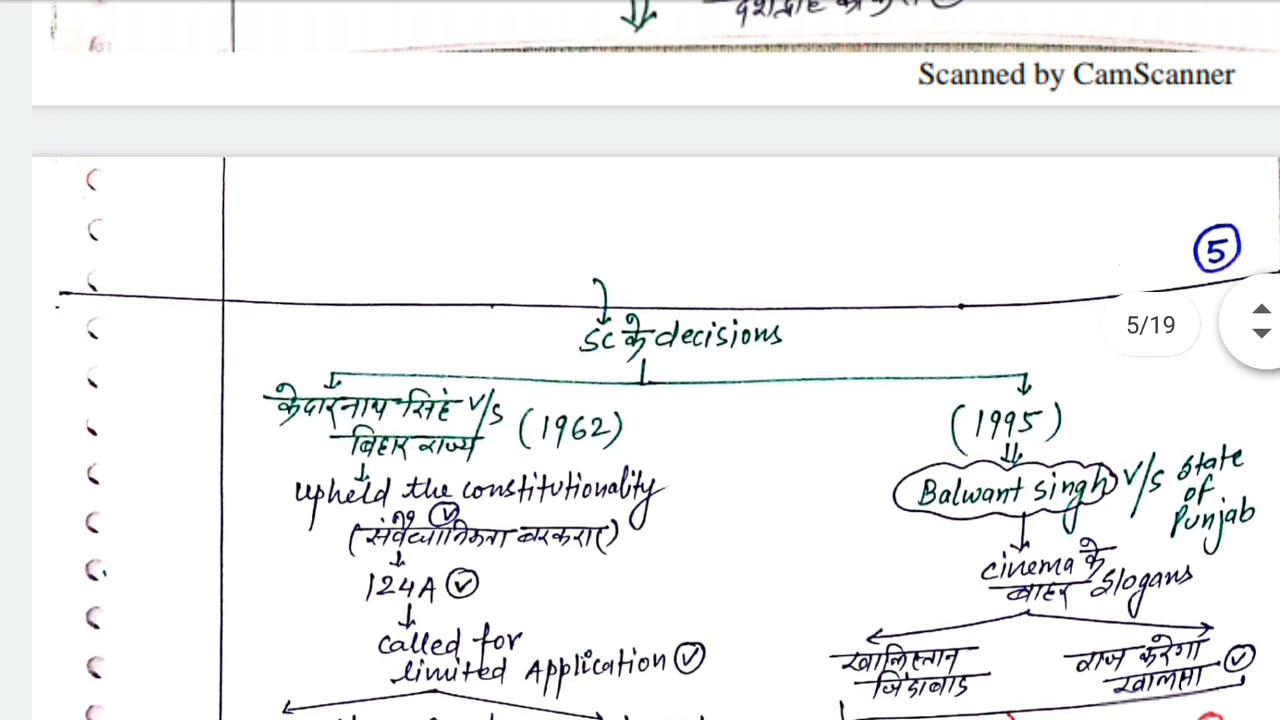 Scanned by CamScanner
5
5/19
SC के decisions
केदारनाथ सिंह v/s
बिहार राज्य
(1962)
upheld the constitutionality
(संवैधानिकता बरकरार)
124A
called for
limited Application
(1995)
Balwant singh v/s State
of
Punjab
cinema के
बाहर slogans
खालिस्तान
जिंदाबाद
राज करेगा
खालसा